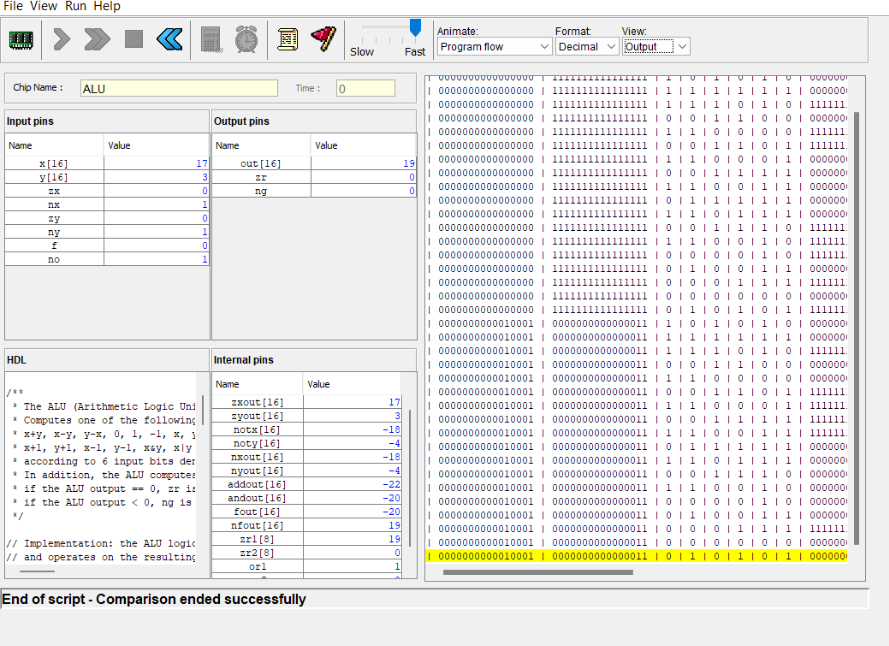 File View Run Help
Slow Fast
Animate: Format: View:
Program flow Decimal Output
Chip Name : ALU Time : 0
Input pins
Name Value
x[16] 17
y[16] 3
zx 0
nx 1
zy 0
ny 1
f 0
no 1
Output pins
Name Value
out[16] 19
zr 0
ng 0
HDL
/**
* The ALU (Arithmetic Logic Uni
* Computes one of the following
* x+y, x-y, y-x, 0, 1, -1, x, y
* x+1, y+1, x-1, y-1, x&y, x|y
* according to 6 input bits den
* In addition, the ALU computes
* if the ALU output == 0, zr is
* if the ALU output < 0, ng is
*/
// Implementation: the ALU logic
// and operates on the resulting
Internal pins
Name Value
zxout[16] 17
zyout[16] 3
notx[16] -18
noty[16] -4
nxout[16] -18
nyout[16] -4
addout[16] -22
andout[16] -20
fout[16] -20
nfout[16] 19
zr1[8] 19
zr2[8] 0
or1 1
| 0000000000000000 | 1111111111111111 | 1 | 0 | 1 | 0 | 1 | 0 | 000000
| 0000000000000000 | 1111111111111111 | 1 | 1 | 1 | 1 | 1 | 1 | 000000
| 0000000000000000 | 1111111111111111 | 1 | 1 | 1 | 0 | 1 | 0 | 111111
| 0000000000000000 | 1111111111111111 | 0 | 0 | 1 | 1 | 0 | 0 | 000000
| 0000000000000000 | 1111111111111111 | 1 | 1 | 0 | 0 | 0 | 0 | 111111
| 0000000000000000 | 1111111111111111 | 0 | 0 | 1 | 1 | 0 | 1 | 111111
| 0000000000000000 | 1111111111111111 | 1 | 1 | 0 | 0 | 0 | 1 | 000000
| 0000000000000000 | 1111111111111111 | 0 | 0 | 1 | 1 | 1 | 1 | 000000
| 0000000000000000 | 1111111111111111 | 1 | 1 | 0 | 0 | 1 | 1 | 000000
| 0000000000000000 | 1111111111111111 | 0 | 1 | 1 | 1 | 1 | 1 | 000000
| 0000000000000000 | 1111111111111111 | 1 | 1 | 0 | 1 | 1 | 1 | 000000
| 0000000000000000 | 1111111111111111 | 0 | 0 | 1 | 1 | 1 | 0 | 111111
| 0000000000000000 | 1111111111111111 | 1 | 1 | 0 | 0 | 1 | 0 | 111111
| 0000000000000000 | 1111111111111111 | 0 | 0 | 0 | 0 | 1 | 0 | 111111
| 0000000000000000 | 1111111111111111 | 0 | 1 | 0 | 0 | 1 | 1 | 000000
| 0000000000000000 | 1111111111111111 | 0 | 0 | 0 | 1 | 1 | 1 | 111111
| 0000000000000000 | 1111111111111111 | 0 | 0 | 0 | 0 | 0 | 0 | 000000
| 0000000000000000 | 1111111111111111 | 0 | 1 | 0 | 1 | 0 | 1 | 111111
| 0000000000010001 | 0000000000000011 | 1 | 0 | 1 | 0 | 1 | 0 | 000000
| 0000000000010001 | 0000000000000011 | 1 | 1 | 1 | 1 | 1 | 1 | 000000
| 0000000000010001 | 0000000000000011 | 1 | 1 | 1 | 0 | 1 | 0 | 111111
| 0000000000010001 | 0000000000000011 | 0 | 0 | 1 | 1 | 0 | 0 | 000000
| 0000000000010001 | 0000000000000011 | 1 | 1 | 0 | 0 | 0 | 0 | 000000
| 0000000000010001 | 0000000000000011 | 0 | 0 | 1 | 1 | 0 | 1 | 111111
| 0000000000010001 | 0000000000000011 | 1 | 1 | 0 | 0 | 0 | 1 | 111111
| 0000000000010001 | 0000000000000011 | 0 | 0 | 1 | 1 | 1 | 1 | 111111
| 0000000000010001 | 0000000000000011 | 1 | 1 | 0 | 0 | 1 | 1 | 111111
| 0000000000010001 | 0000000000000011 | 0 | 1 | 1 | 1 | 1 | 1 | 000000
| 0000000000010001 | 0000000000000011 | 1 | 1 | 0 | 1 | 1 | 1 | 000000
| 0000000000010001 | 0000000000000011 | 0 | 0 | 1 | 1 | 1 | 0 | 000000
| 0000000000010001 | 0000000000000011 | 1 | 1 | 0 | 0 | 1 | 0 | 000000
| 0000000000010001 | 0000000000000011 | 0 | 0 | 0 | 0 | 1 | 0 | 000000
| 0000000000010001 | 0000000000000011 | 0 | 1 | 0 | 0 | 1 | 1 | 000000
| 0000000000010001 | 0000000000000011 | 0 | 0 | 0 | 1 | 1 | 1 | 111111
| 0000000000010001 | 0000000000000011 | 0 | 0 | 0 | 0 | 0 | 0 | 000000
| 0000000000010001 | 0000000000000011 | 0 | 1 | 0 | 1 | 0 | 1 | 000000
End of script - Comparison ended successfully